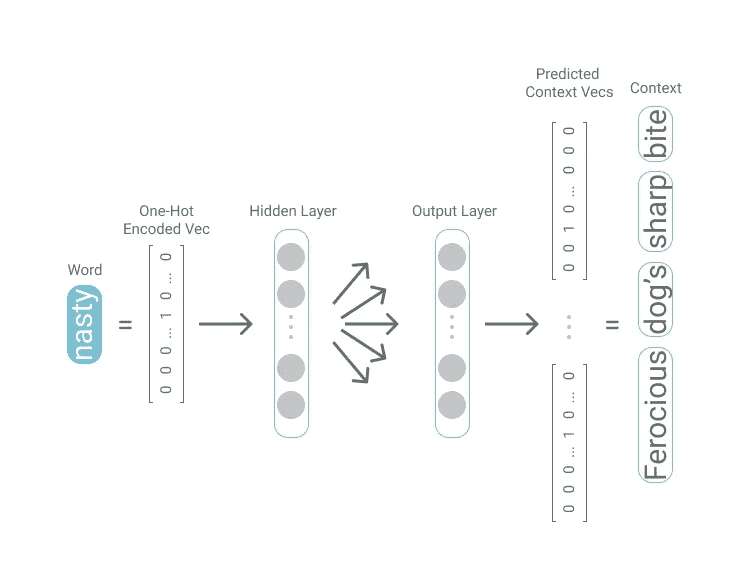 Word
nasty
=
One-Hot
Encoded Vec
0 0 0 ... 1 0 ... 0
Hidden Layer
Output Layer
Predicted
Context Vecs
0 0 1 0 ... 0 0 0
0 0 0 ... 1 0 ... 0
=
Context
Ferocious
dog's
sharp
bite